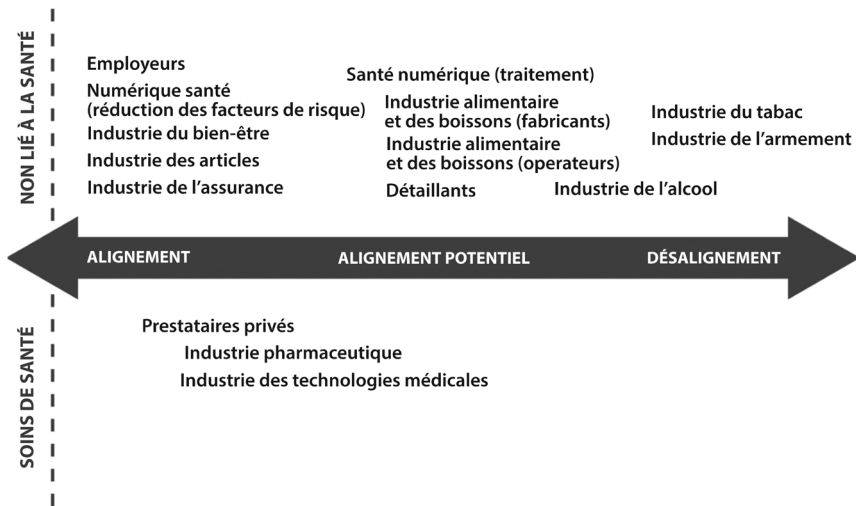 NON LIÉ À LA SANTÉ
Employeurs
Numérique santé
(réduction des facteurs de risque)
Industrie du bien-être
Industrie des articles
Industrie de l’assurance
Santé numérique (traitement)
Industrie alimentaire
et des boissons (fabricants)
Industrie alimentaire
et des boissons (operateurs)
Détaillants
Industrie du tabac
Industrie de l’armement
Industrie de l’alcool
ALIGNEMENT
ALIGNEMENT POTENTIEL
DÉSALIGNEMENT
SOINS DE SANTÉ
Prestataires privés
Industrie pharmaceutique
Industrie des technologies médicales